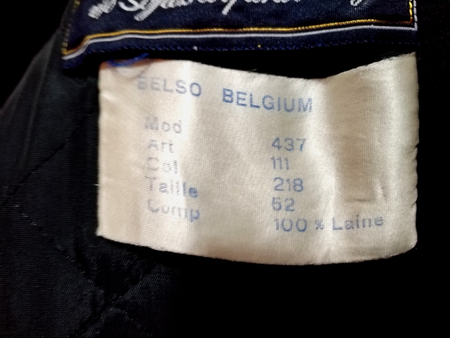 BELSO BELGIUM
Mod
Art 437
Col 111
Taille 218
Comp 52
100 % Laine